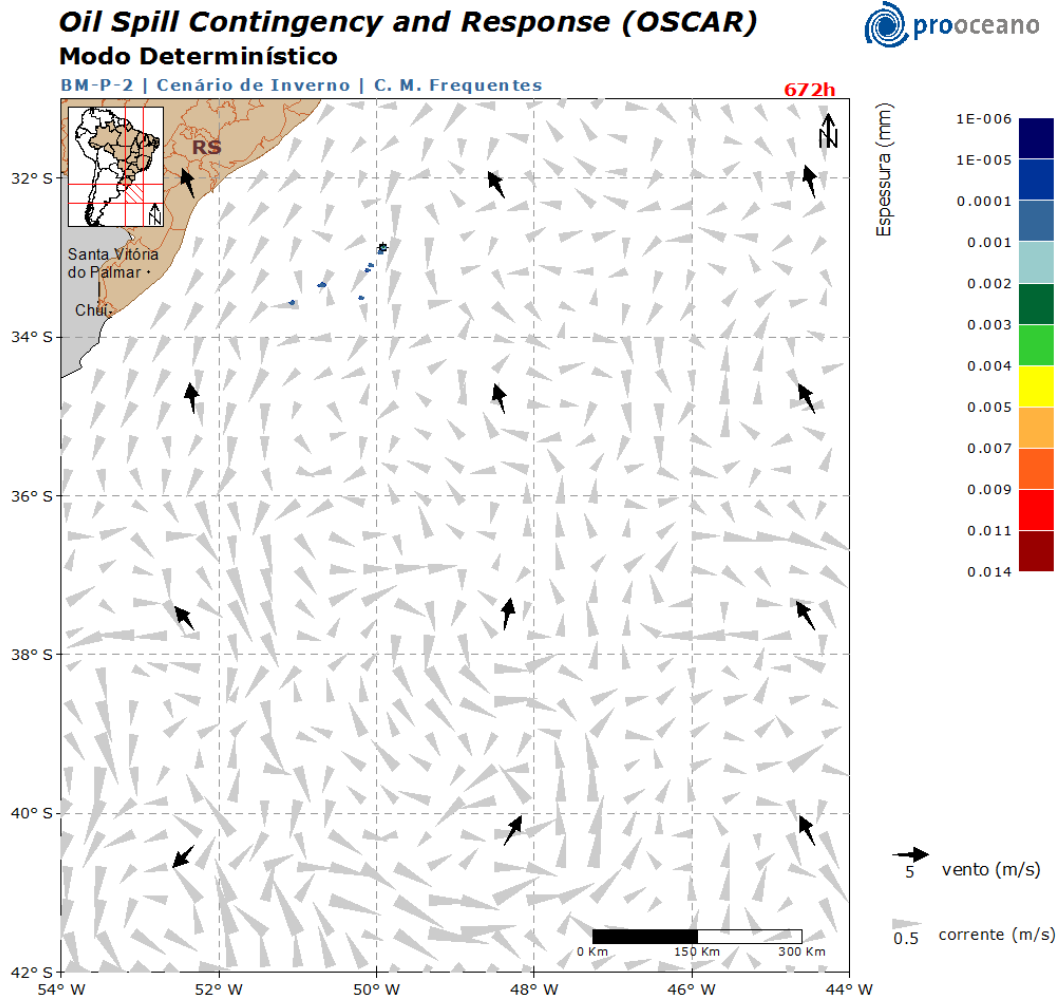 Oil Spill Contingency and Response (OSCAR)
prooceano
Modo Determinístico
BM-P-2 | Cenário de Inverno | C. M. Frequentes
672h
N
RS
N
Santa Vitória
do Palmar
Chuí
32° S
34° S
36° S
38° S
40° S
42° S
54° W
52° W
50° W
48° W
46° W
44° W
0 Km
150 Km
300 Km
Espessura (mm)
1E-006
1E-005
0.0001
0.001
0.002
0.003
0.004
0.005
0.007
0.009
0.011
0.014
5 vento (m/s)
0.5 corrente (m/s)